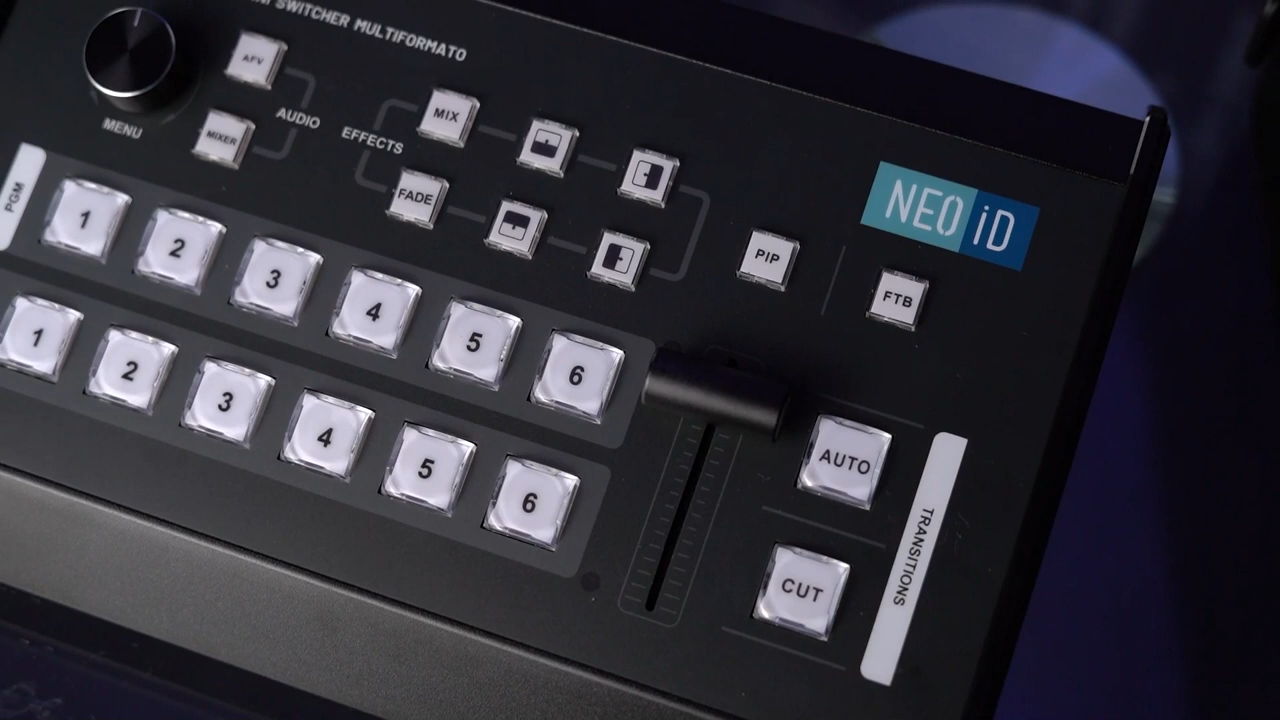 SWITCHER MULTIFORMATO
MENU
AFV
MIXER
AUDIO
EFFECTS
MIX
FADE
PIP
NEO iD
FTB
PGM
1 2 3 4 5 6
1 2 3 4 5 6
AUTO
CUT
TRANSITIONS